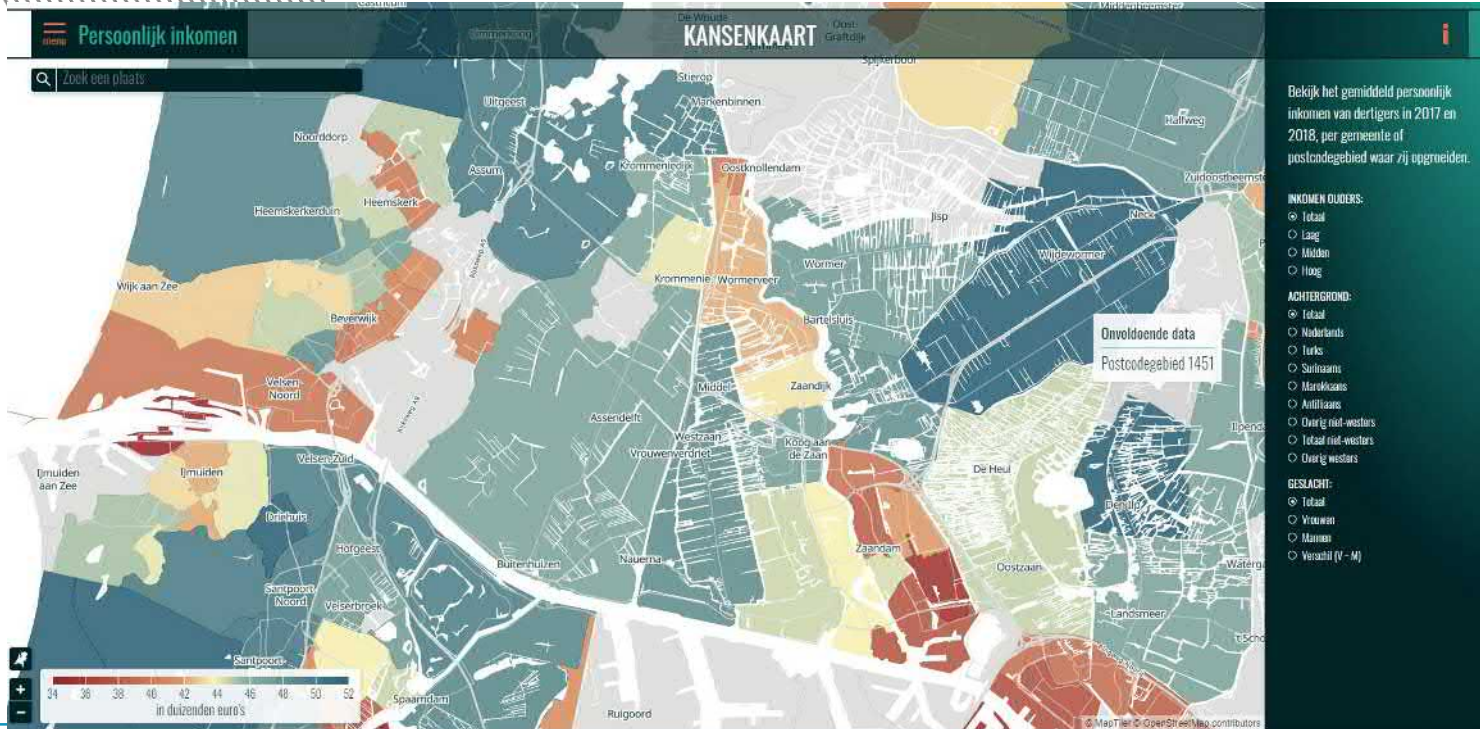 menu
Persoonlijk inkomen
KANSENKAART
i
Zoek een plaats
De Woude
Oost-
Graftdijk
Middenbeemster
Spijkerboor
Stierop
Markenbinnen
Uitgeest
Noorddorp
Halfweg
Assum
Krommeniedijk
Oostknollendam
Heemskerk
Heemskerkerduin
Jisp
Neck
Wijdewormer
Wormer
Krommenie
Wormerveer
Wijk aan Zee
Bartelsluis
Beverwijk
Onvoldoende data
Postcodegebied 1451
Velsen-
Noord
Middel
Zaandijk
Assendelft
Westzaan
Vrouwenverdriet
Koog aan
de Zaan
Velsen-Zuid
IJmuiden
aan Zee
IJmuiden
De Heul
Den Ilp
Driehuis
Hofgeest
Zaandam
Buitenhuizen
Nauerna
Oostzaan
Santpoort-
Noord
Velserbroek
Landsmeer
Santpoort-
Spaarndam
Ruigoord
34 36 38 40 42 44 46 48 50 52
in duizenden euro's
+
−
© MapTiler © OpenStreetMap contributors
Bekijk het gemiddeld persoonlijk
inkomen van dertigers in 2017 en
2018, per gemeente of
postcodegebied waar zij opgroeiden.
INKOMEN OUDERS:
Totaal
Laag
Midden
Hoog
ACHTERGROND:
Totaal
Nederlands
Turks
Surinaams
Marokkaans
Antilliaans
Overig niet-westers
Totaal niet-westers
Overig westers
GESLACHT:
Totaal
Vrouwen
Mannen
Verschil (V - M)